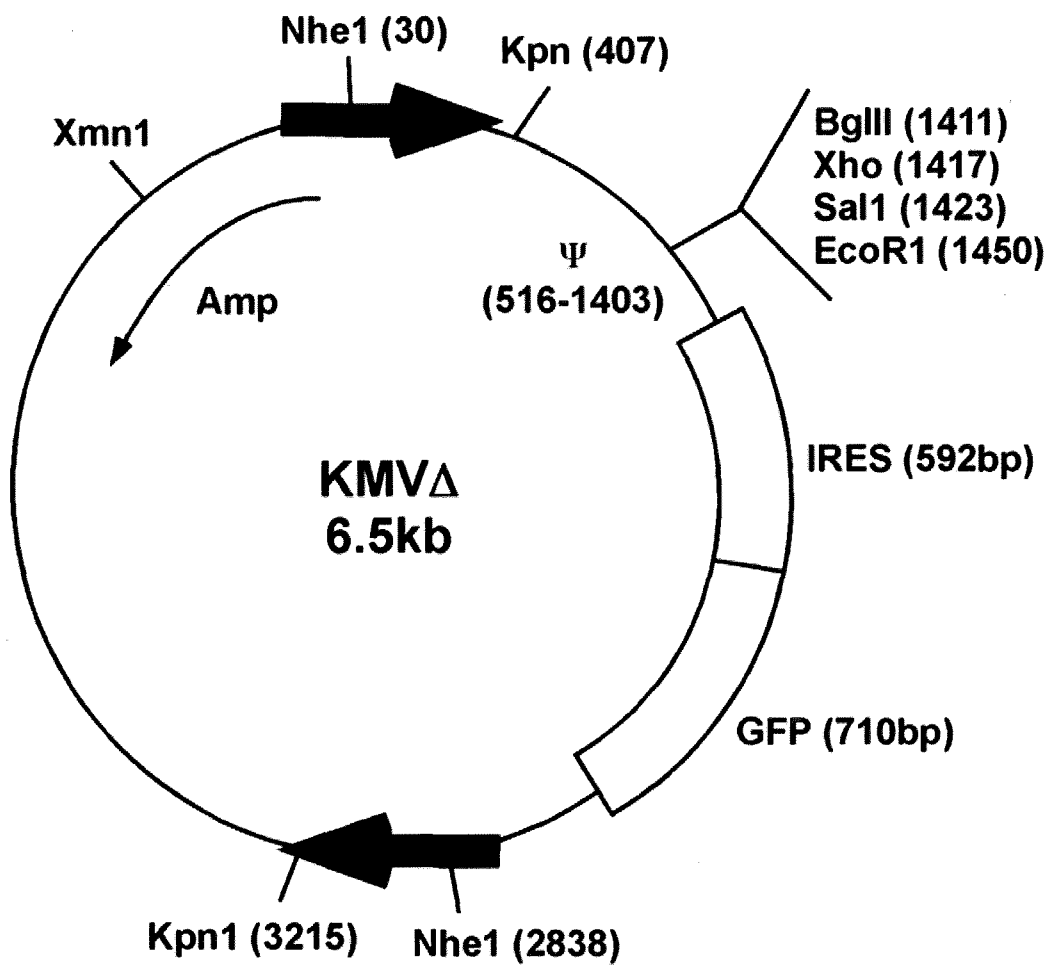 Nhe1 (30)
Kpn (407)
Xmn1
BglII (1411)
Xho (1417)
Sal1 (1423)
EcoR1 (1450)
Ψ
(516-1403)
Amp
IRES (592bp)
KMVΔ
6.5kb
GFP (710bp)
Kpn1 (3215)
Nhe1 (2838)